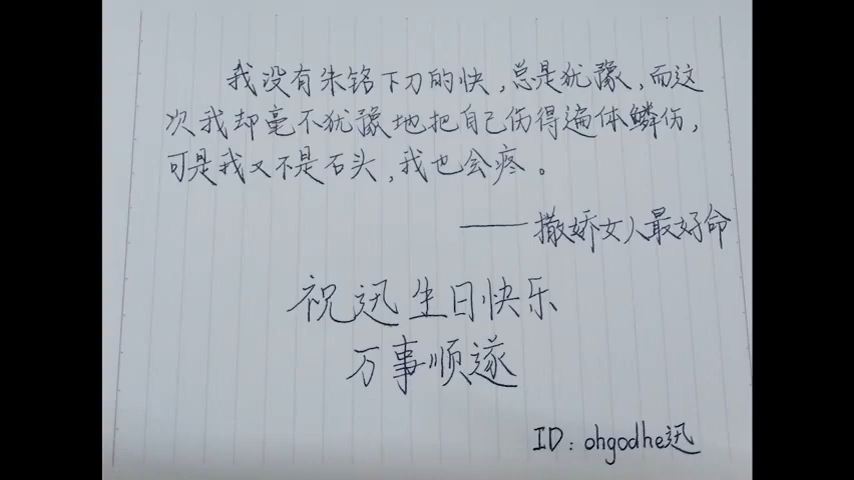 我没有朱铭下刀的快，总是犹豫，而这
次我却毫不犹豫地把自己伤得遍体鳞伤，
可是我又不是石头，我也会疼。
——撒娇女人最好命
祝迅生日快乐
万事顺遂
ID：ohgodhe迅